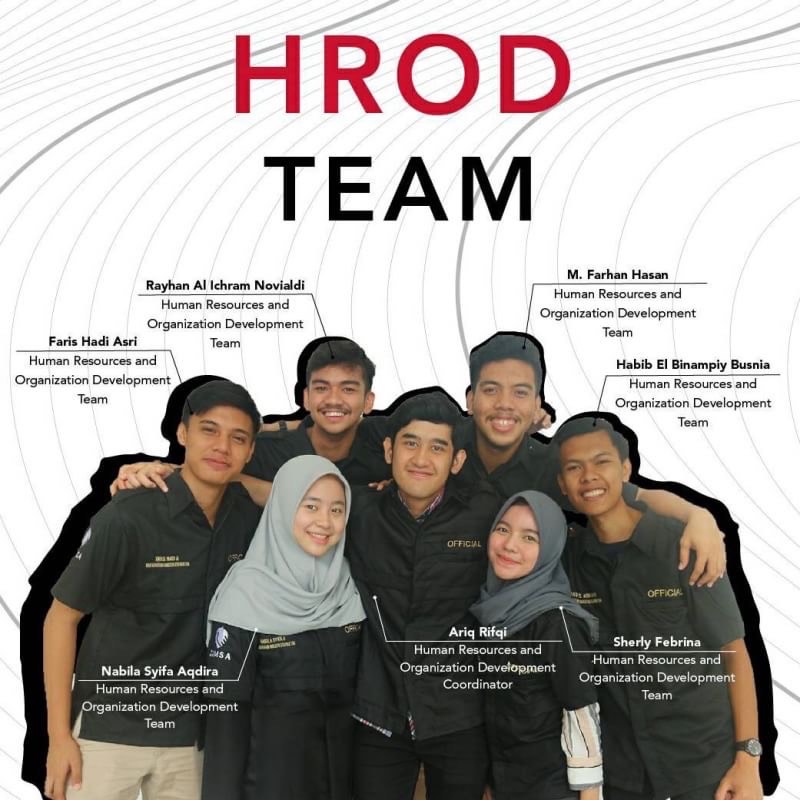 HROD
TEAM
Rayhan Al Ichram Novialdi
Human Resources and
Organization Development
Team
M. Farhan Hasan
Human Resources and
Organization Development
Team
Faris Hadi Asri
Human Resources and
Organization Development
Team
Habib El Binampiy Busnia
Human Resources and
Organization Development
Team
OFFICIAL
OFFICIAL
Nabila Syifa Aqdira
Human Resources and
Organization Development
Team
Ariq Rifqi
Human Resources and
Organization Development
Coordinator
Sherly Febrina
Human Resources and
Organization Development
Team